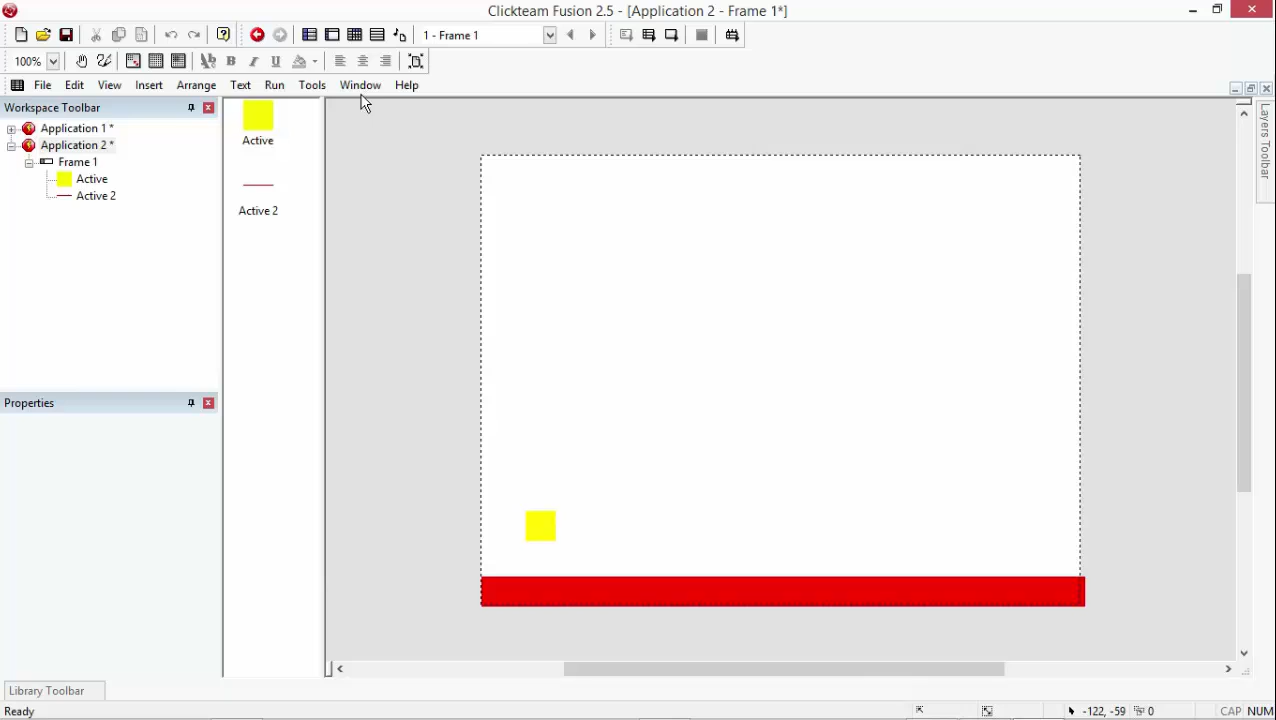 Clickteam Fusion 2.5 - [Application 2 - Frame 1*]
1 - Frame 1
100%
B I U
File Edit View Insert Arrange Text Run Tools Window Help
Workspace Toolbar
Application 1 *
Application 2 *
Frame 1
Active
Active 2
Active
Active 2
Layers Toolbar
Properties
Library Toolbar
Ready
-122, -59
0
CAP NUM